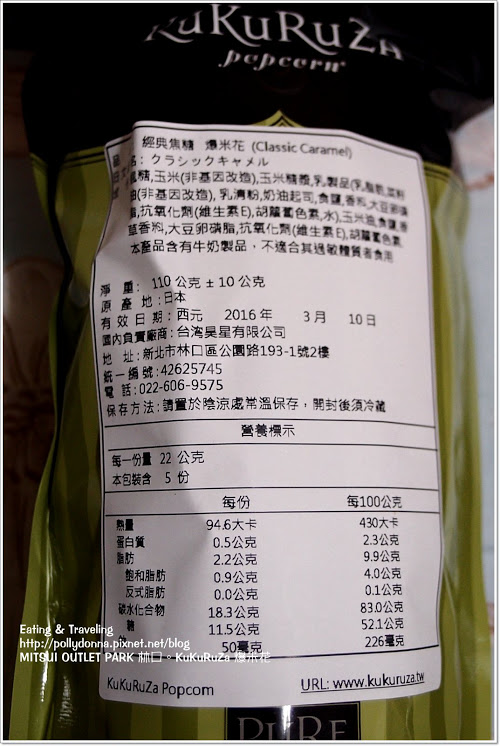 KuKuRuZa
popcorn
經典焦糖 爆米花 (Classic Caramel)
品
名: クラシックキャメル
糖,玉米(非基因改造),玉米糖漿,乳製品(乳脂肪,菜籽
油(非基因改造), 乳清粉,奶油起司,食鹽,香料,大豆卵磷
脂,抗氧化劑(維生素E),胡蘿蔔色素,水),玉米油,食鹽,香
草香料,大豆卵磷脂,抗氧化劑(維生素E),胡蘿蔔色素
本產品含有牛奶製品，不適合其過敏體質者食用
淨 重: 110 公克 ± 10 公克
原 產 地:日本
有 效 日 期:西元 2016 年 3 月 10 日
國內負責廠商:台灣昊星有限公司
地 址:新北市林口區公園路193-1號2樓
統一編號:42625745
電 話:022-606-9575
保存方法:請置於陰涼處常溫保存，開封後須冷藏
營養標示
每一份量 22 公克
本包裝含 5 份
每份 每100公克
熱量 94.6大卡 430大卡
蛋白質 0.5公克 2.3公克
脂肪 2.2公克 9.9公克
飽和脂肪 0.9公克 4.0公克
反式脂肪 0.0公克 0.1公克
碳水化合物 18.3公克 83.0公克
糖 11.5公克 52.1公克
50毫克 226毫克
KuKuRuZa Popcorn URL: www.kukuruza.tw
PuRE
Eating & Traveling
http://pollydonna.pixnet.net/blog
MITSUI OUTLET PARK 林口。KuKuRuZa 爆米花